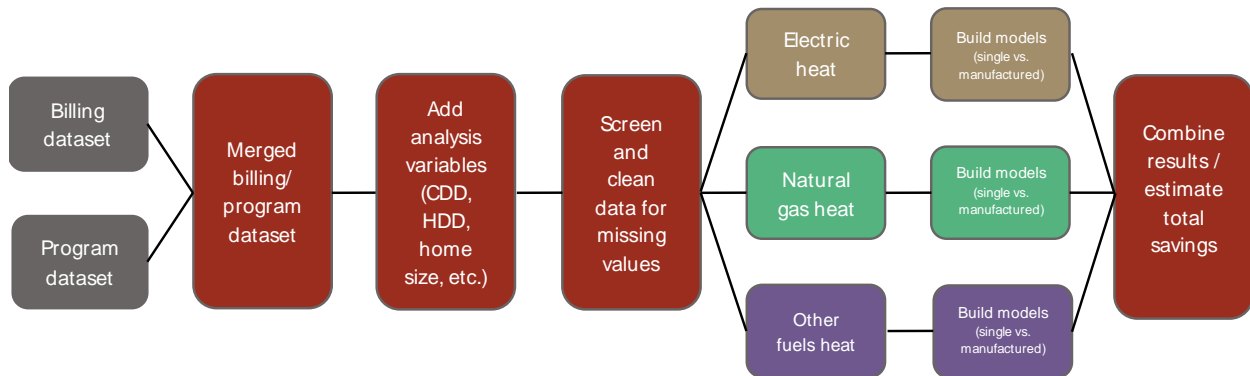 Billing
dataset
Program
dataset
Merged
billing/
program
dataset
Add
analysis
variables
(CDD,
HDD,
home
size, etc.)
Screen
and
clean
data for
missing
values
Electric
heat
Build models
(single vs.
manufactured)
Natural
gas heat
Build models
(single vs.
manufactured)
Other
fuels heat
Build models
(single vs.
manufactured)
Combine
results /
estimate
total
savings